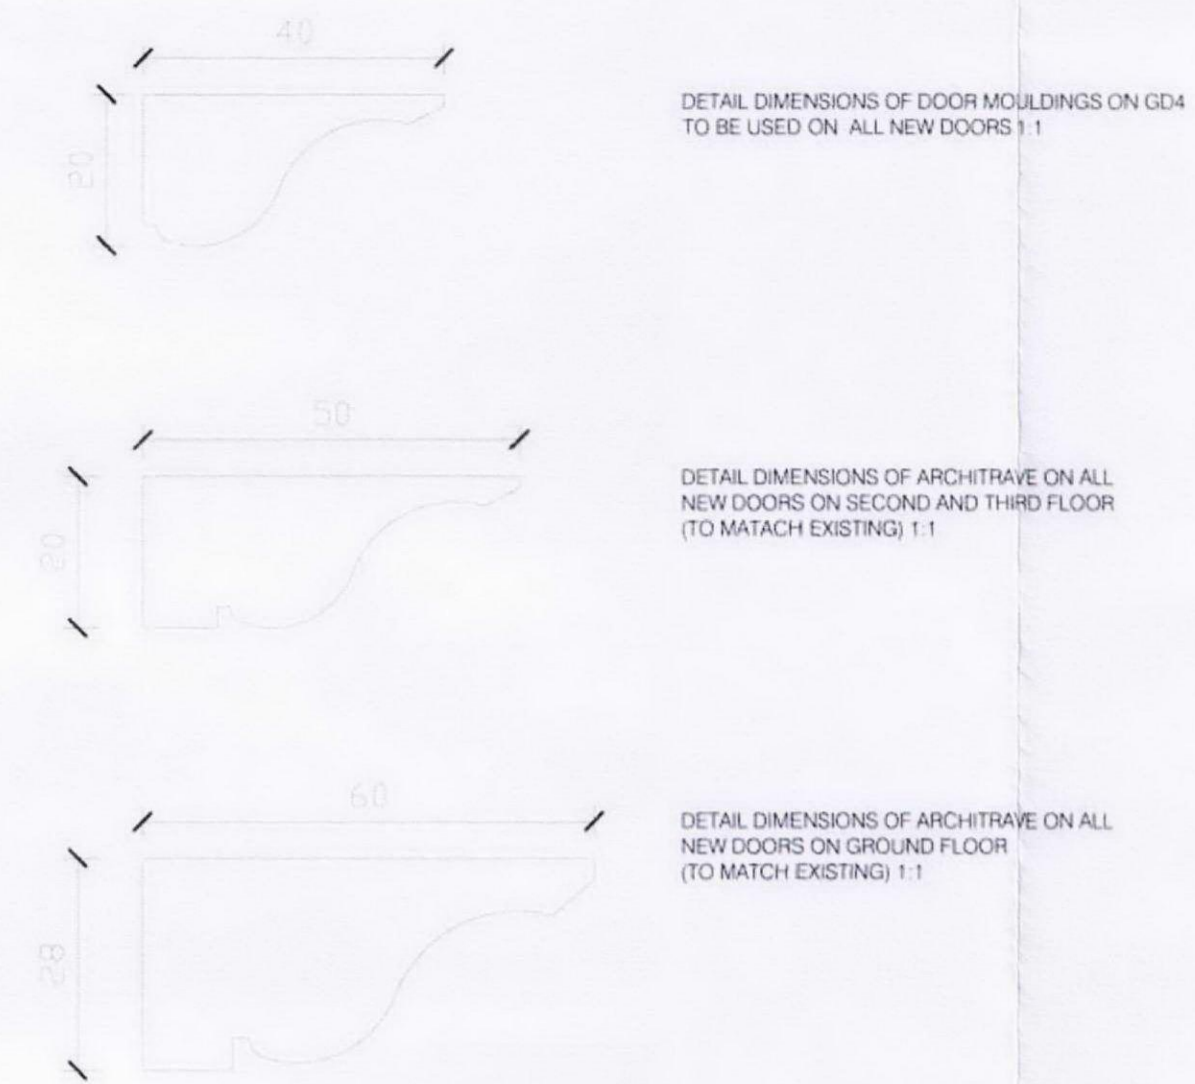 40
DETAIL DIMENSIONS OF DOOR MOULDINGS ON GD4
TO BE USED ON ALL NEW DOORS 1:1
20
50
DETAIL DIMENSIONS OF ARCHITRAVE ON ALL
NEW DOORS ON SECOND AND THIRD FLOOR
(TO MATACH EXISTING) 1:1
20
60
DETAIL DIMENSIONS OF ARCHITRAVE ON ALL
NEW DOORS ON GROUND FLOOR
(TO MATCH EXISTING) 1:1
28